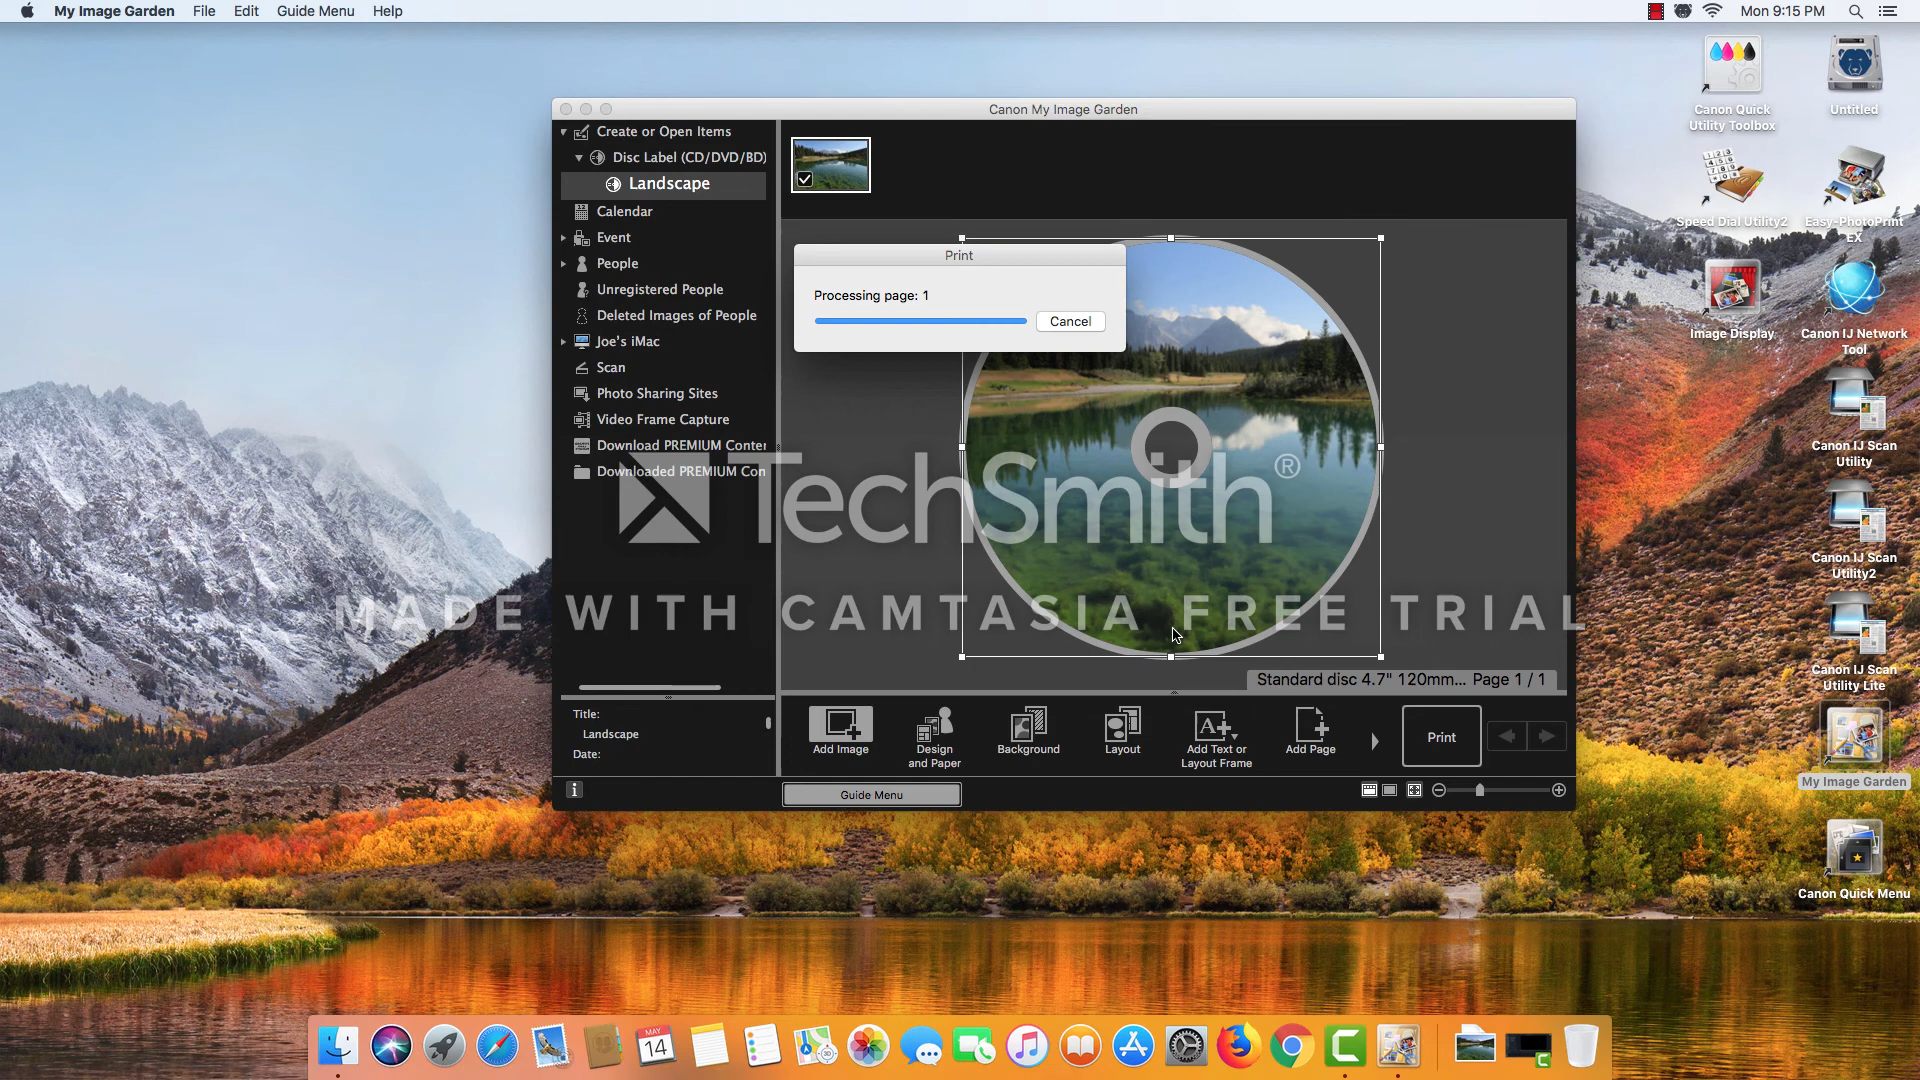 My Image Garden File Edit Guide Menu Help
Mon 9:15 PM
Canon My Image Garden
Create or Open Items
Disc Label (CD/DVD/BD)
Landscape
Calendar
Event
People
Unregistered People
Deleted Images of People
Joe's iMac
Scan
Photo Sharing Sites
Video Frame Capture
Download PREMIUM Conter
Downloaded PREMIUM Con
Print
Processing page: 1
Cancel
TechSmith®
MADE WITH CAMTASIA FREE TRIAL
Standard disc 4.7" 120mm... Page 1 / 1
Title:
Landscape
Date:
Add Image
Design
and Paper
Background
Layout
Add Text or
Layout Frame
Add Page
Print
Guide Menu
Canon Quick
Utility Toolbox
Untitled
Speed Dial Utility2
Easy-PhotoPrint
EX
Image Display
Canon IJ Network
Tool
Canon IJ Scan
Utility
Canon IJ Scan
Utility2
Canon IJ Scan
Utility Lite
My Image Garden
Canon Quick Menu
MAY
14